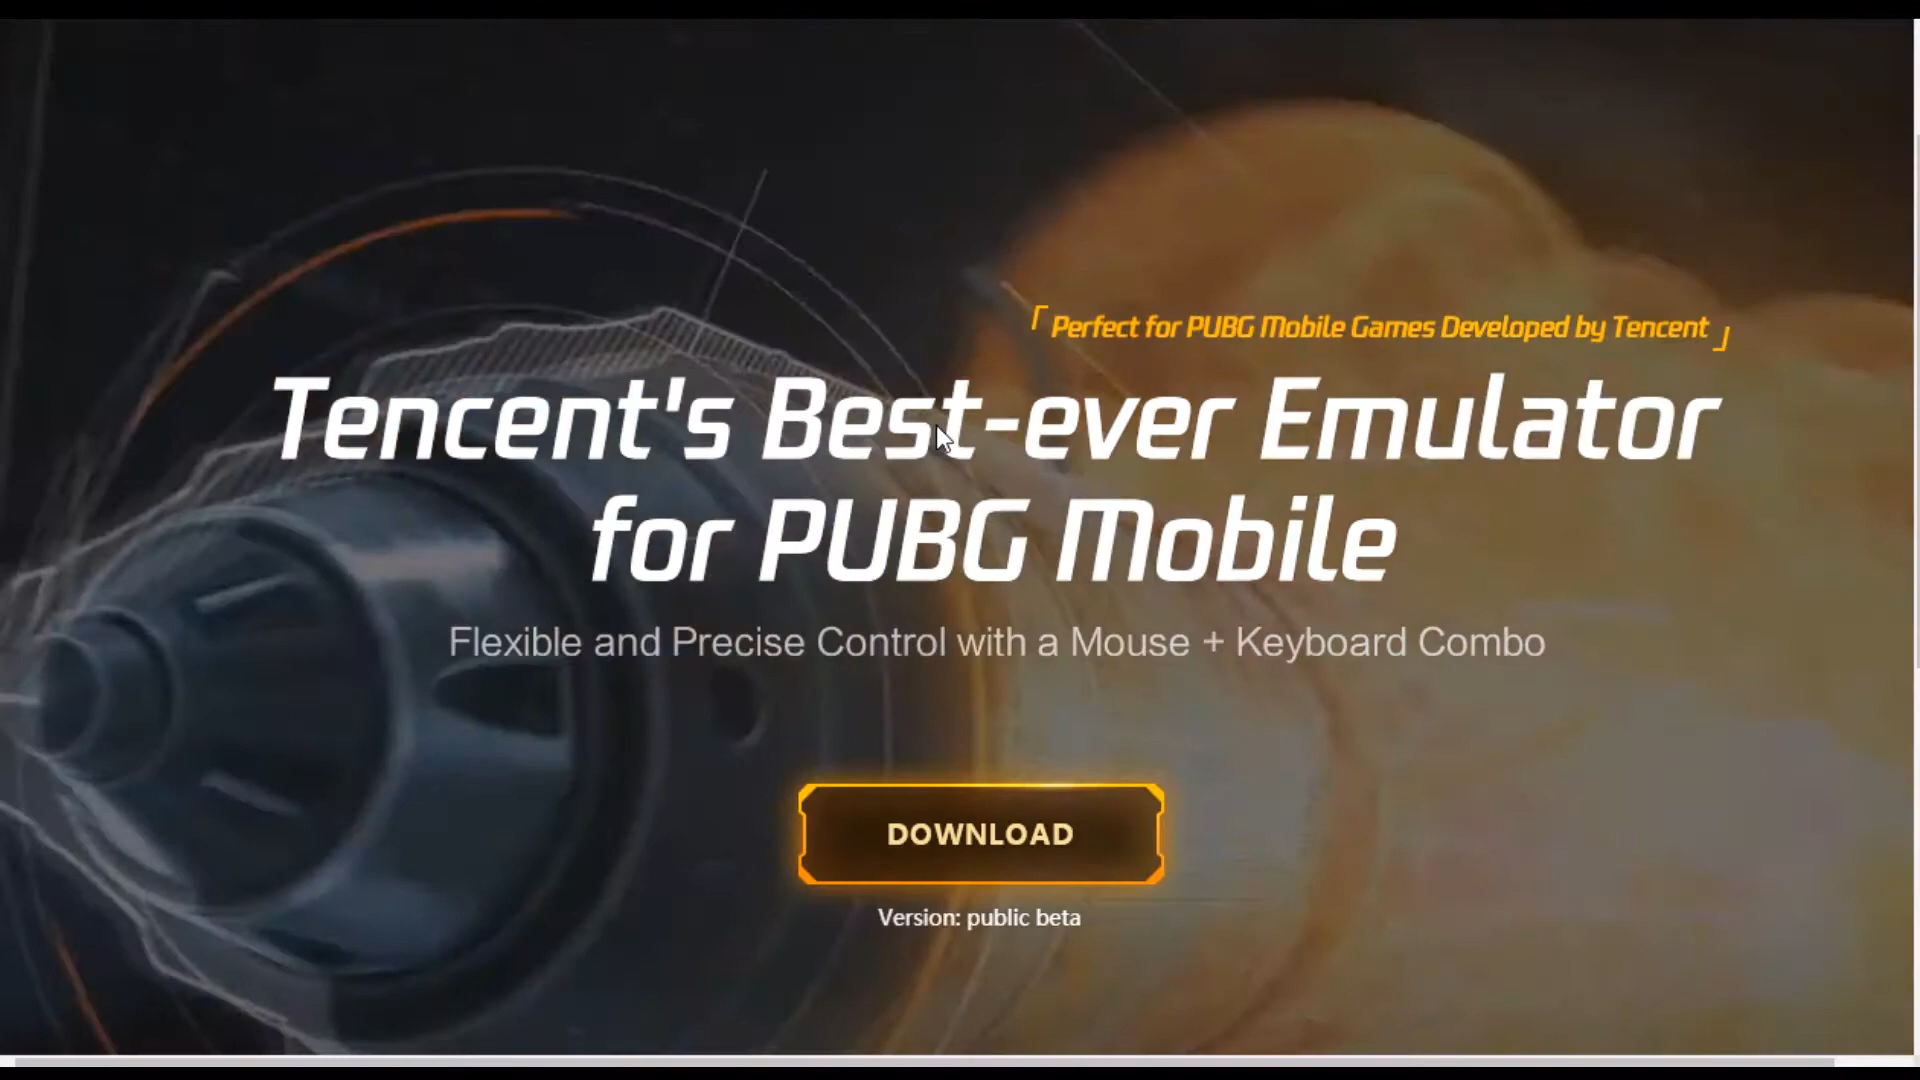 「Perfect for PUBG Mobile Games Developed by Tencent」
Tencent's Best-ever Emulator
for PUBG Mobile
Flexible and Precise Control with a Mouse + Keyboard Combo
DOWNLOAD
Version: public beta